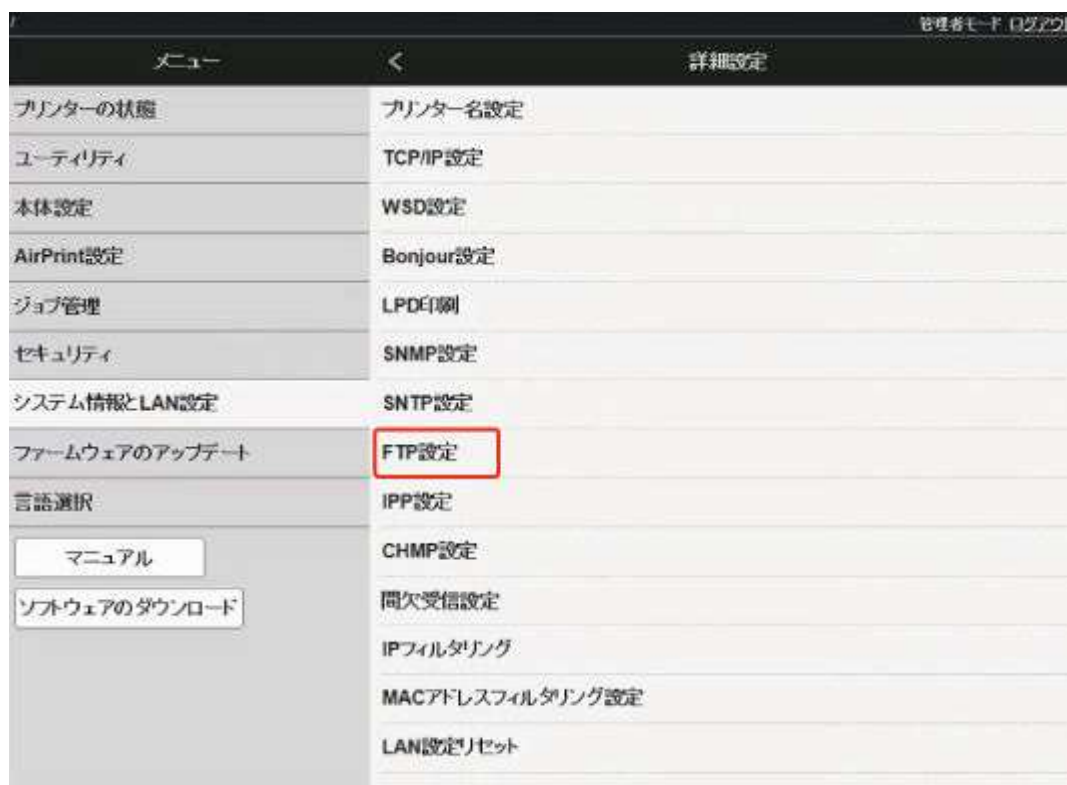 管理者モード ログアウ
メニュー
<
詳細設定
プリンターの状態
ユーティリティ
本体設定
AirPrint設定
ジョブ管理
セキュリティ
システム情報とLAN設定
ファームウェアのアップデート
言語選択
マニュアル
ソフトウェアのダウンロード
プリンター名設定
TCP/IP設定
WSD設定
Bonjour設定
LPD印刷
SNMP設定
SNTP設定
FTP設定
IPP設定
CHMP設定
間欠受信設定
IPフィルタリング
MACアドレスフィルタリング設定
LAN設定リセット